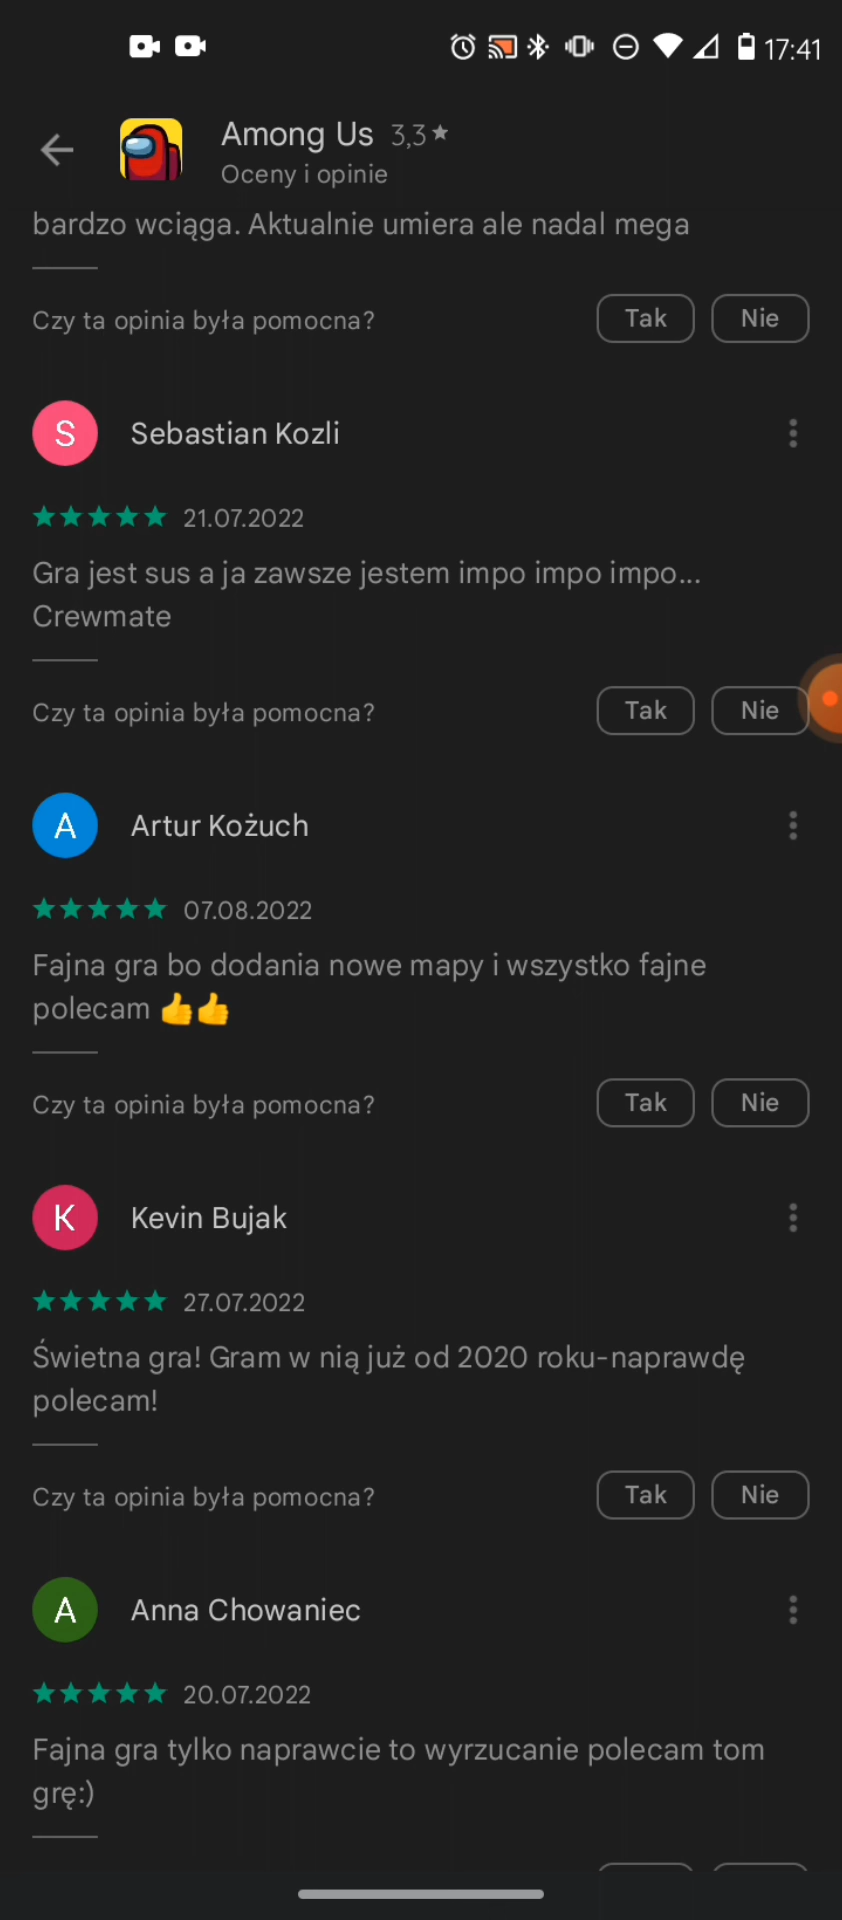 17:41
Among Us 3,3★
Oceny i opinie
bardzo wciąga. Aktualnie umiera ale nadal mega
Czy ta opinia była pomocna? Tak Nie
S Sebastian Kozli
21.07.2022
Gra jest sus a ja zawsze jestem impo impo impo...
Crewmate
Czy ta opinia była pomocna? Tak Nie
A Artur Kożuch
07.08.2022
Fajna gra bo dodania nowe mapy i wszystko fajne
polecam 👍👍
Czy ta opinia była pomocna? Tak Nie
K Kevin Bujak
27.07.2022
Świetna gra! Gram w nią już od 2020 roku-naprawdę
polecam!
Czy ta opinia była pomocna? Tak Nie
A Anna Chowaniec
20.07.2022
Fajna gra tylko naprawcie to wyrzucanie polecam tom
grę:)